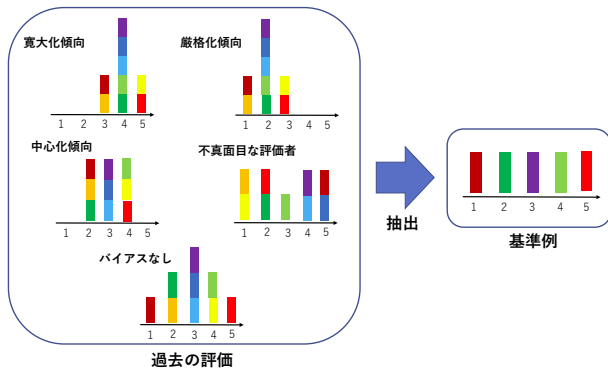 寛大化傾向
厳格化傾向
1 2 3 4 5
1 2 3 4 5
中心化傾向
不真面目な評価者
1 2 3 4 5
1 2 3 4 5
バイアスなし
1 2 3 4 5
過去の評価
抽出
1 2 3 4 5
基準例